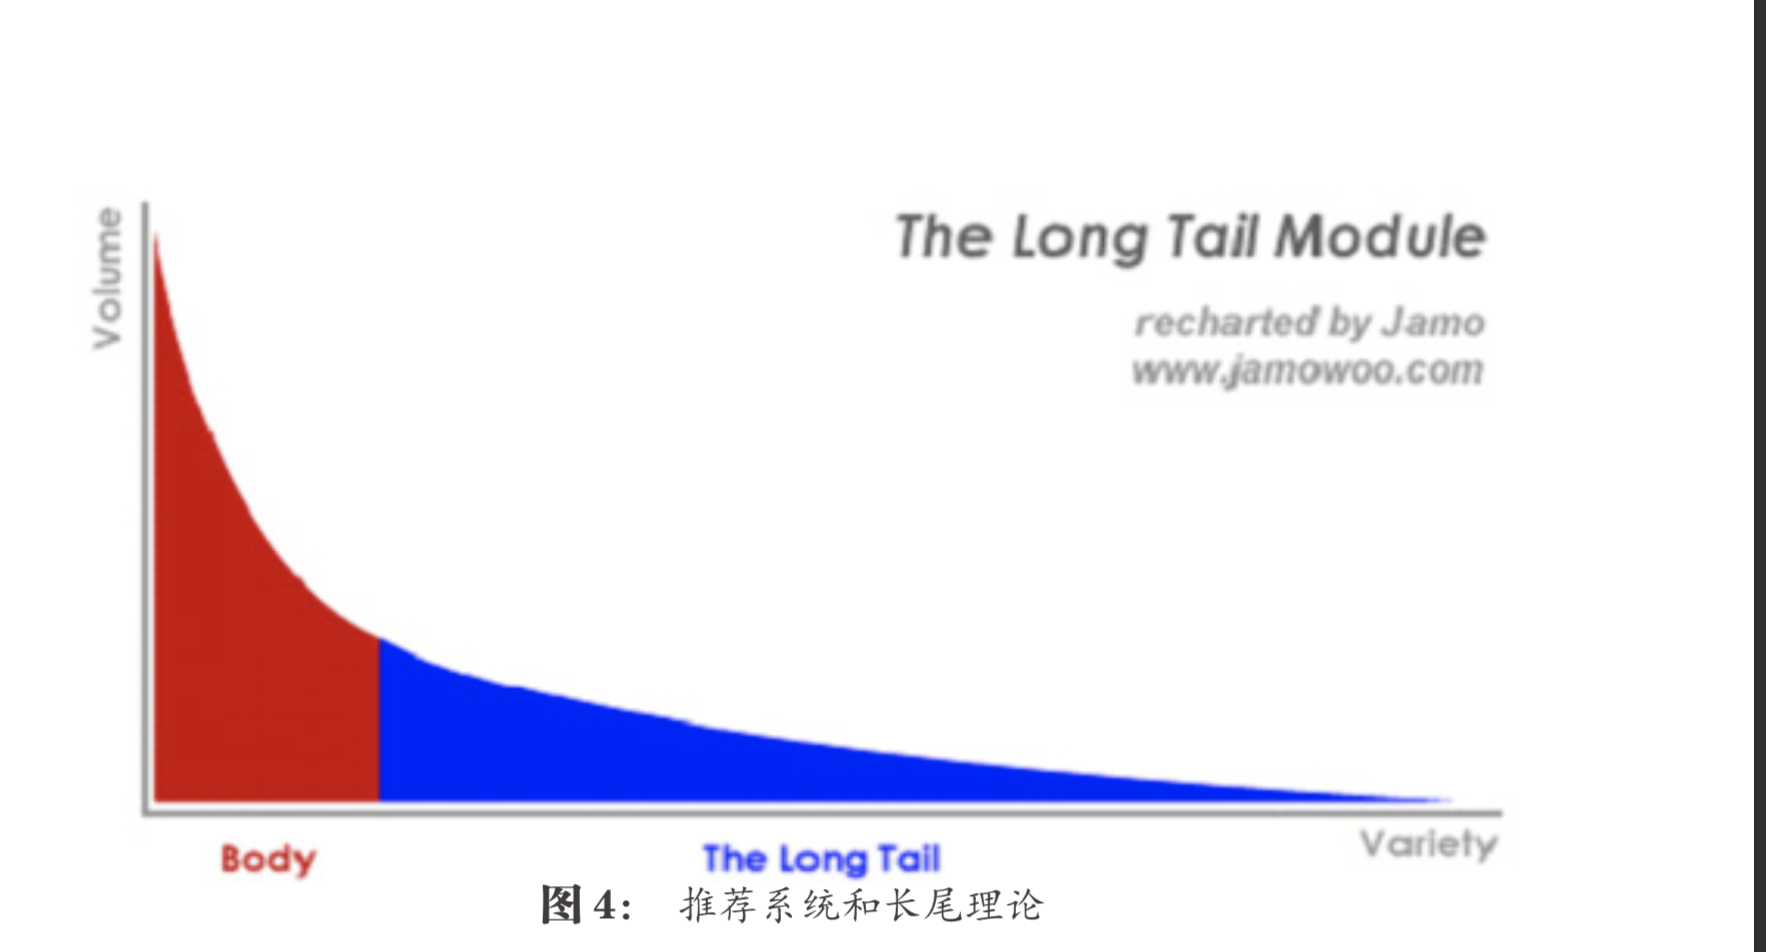 Volume
The Long Tail Module
recharted by Jamo
www.jamowoo.com
Variety
Body
The Long Tail
图 4： 推荐系统和长尾理论